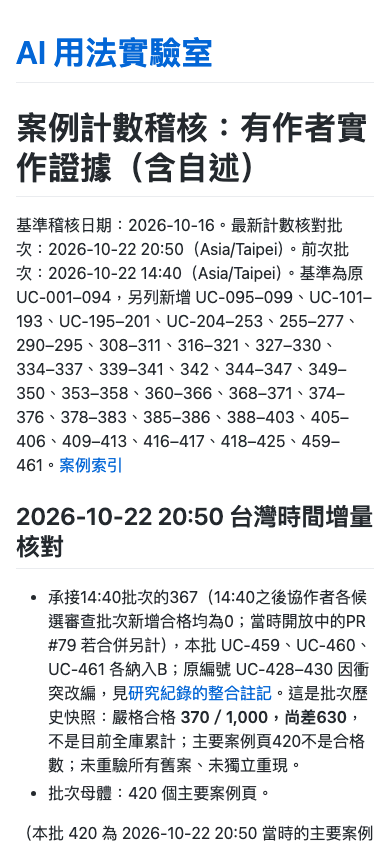 AI 用法實驗室
案例計數稽核：有作者實
作證據（含自述）
基準稽核日期：2026-10-16。最新計數核對批
次：2026-10-22 20:50（Asia/Taipei）。前次批
次：2026-10-22 14:40（Asia/Taipei）。基準為原
UC-001–094，另列新增 UC-095–099、UC-101–
193、UC-195–201、UC-204–253、255–277、
290–295、308–311、316–321、327–330、
334–337、339–341、342、344–347、349–
350、353–358、360–366、368–371、374–
376、378–383、385–386、388–403、405–
406、409–413、416–417、418–425、459–
461。案例索引
2026-10-22 20:50 台灣時間增量
核對
• 承接14:40批次的367（14:40之後協作者各候
選審查批次新增合格均為0；當時開放中的PR
#79 若合併另計），本批 UC-459、UC-460、
UC-461 各納入B；原編號 UC-428–430 因衝
突改編，見研究紀錄的整合註記。這是批次歷
史快照：嚴格合格 370 / 1,000，尚差630，
不是目前全庫累計；主要案例頁420不是合格
數；未重驗所有舊案、未獨立重現。
• 批次母體：420 個主要案例頁。
（本批 420 為 2026-10-22 20:50 當時的主要案例